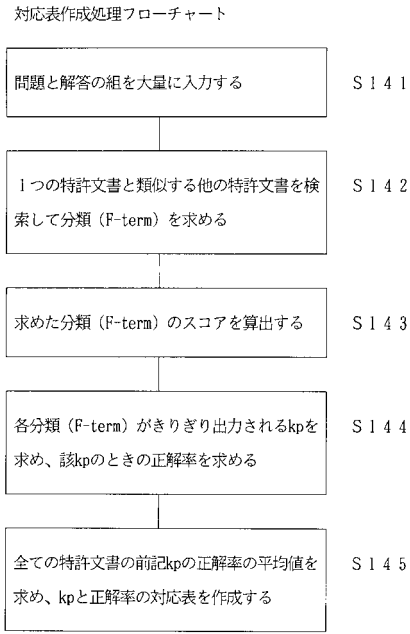 対応表作成処理フローチャート
問題と解答の組を大量に入力する
S141
1つの特許文書と類似する他の特許文書を検
索して分類（F-term）を求める
S142
求めた分類（F-term）のスコアを算出する
S143
各分類（F-term）がきりぎり出力されるkpを
求め、該kpのときの正解率を求める
S144
全ての特許文書の前記kpの正解率の平均値を
求め、kpと正解率の対応表を作成する
S145